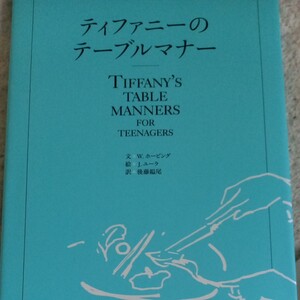 ティファニーの
テーブルマナー
TIFFANY'S
TABLE
MANNERS
FOR
TEENAGERS
文 W. ホービング
絵 J. ユーラ
訳 後藤鎰尾